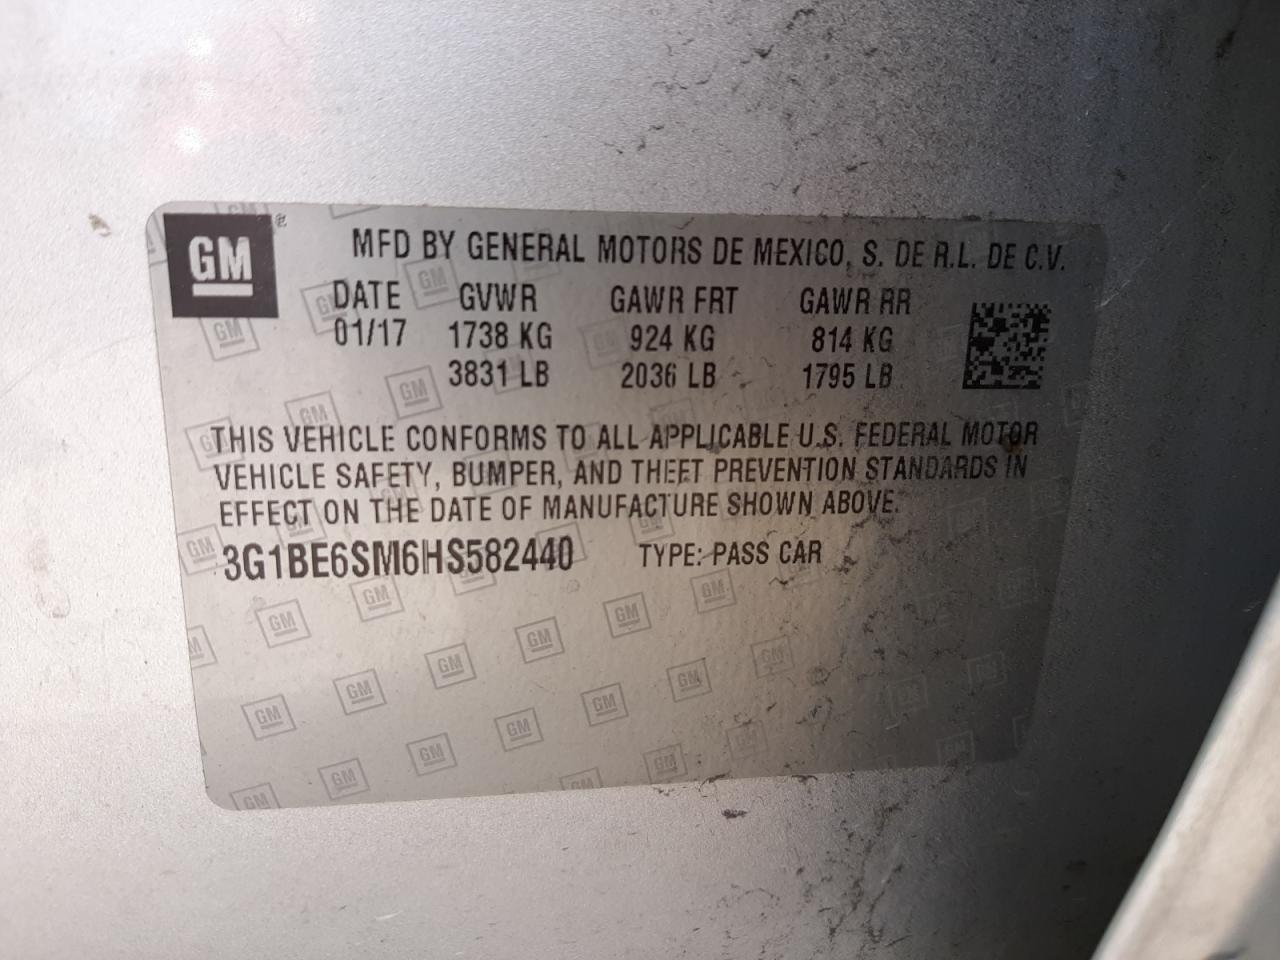 GM
MFD BY GENERAL MOTORS DE MEXICO, S. DE R.L. DE C.V.
DATE GVWR GAWR FRT GAWR RR
01/17 1738 KG 924 KG 814 KG
3831 LB 2036 LB 1795 LB
THIS VEHICLE CONFORMS TO ALL APPLICABLE U.S. FEDERAL MOTOR
VEHICLE SAFETY, BUMPER, AND THEFT PREVENTION STANDARDS IN
EFFECT ON THE DATE OF MANUFACTURE SHOWN ABOVE.
3G1BE6SM6HS582440 TYPE: PASS CAR